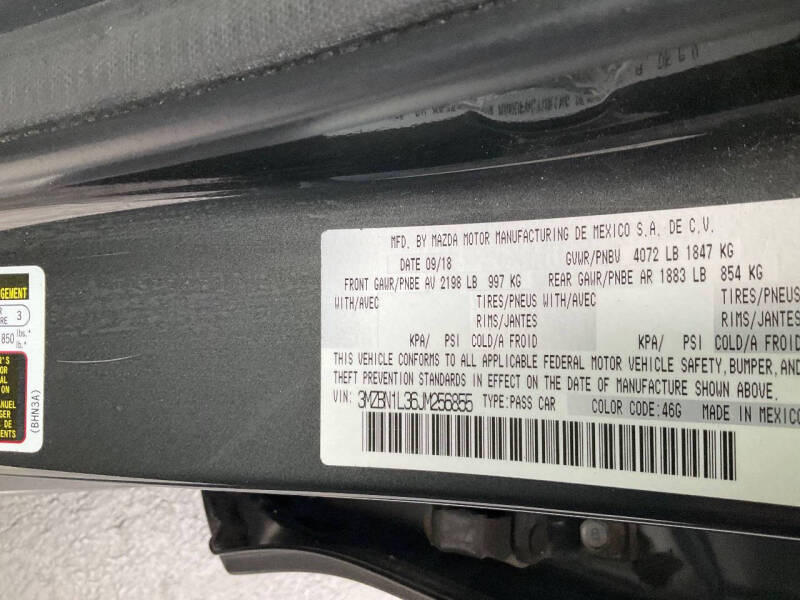 MFD. BY MAZDA MOTOR MANUFACTURING DE MEXICO S.A. DE C.V.
DATE 09/18 GVWR/PNBV 4072 LB 1847 KG
FRONT GAWR/PNBE AV 2198 LB 997 KG REAR GAWR/PNBE AR 1883 LB 854 KG
WITH/AVEC TIRES/PNEUS WITH/AVEC TIRES/PNEUS
RIMS/JANTES RIMS/JANTES
KPA/ PSI COLD/A FROID KPA/ PSI COLD/A FROID
THIS VEHICLE CONFORMS TO ALL APPLICABLE FEDERAL MOTOR VEHICLE SAFETY, BUMPER, AND
THEFT PREVENTION STANDARDS IN EFFECT ON THE DATE OF MANUFACTURE SHOWN ABOVE.
VIN: 3MZBN1L36JM256855 TYPE:PASS CAR COLOR CODE:46G MADE IN MEXICO
3
850 lbs.*
lb.*
(BHN3A)